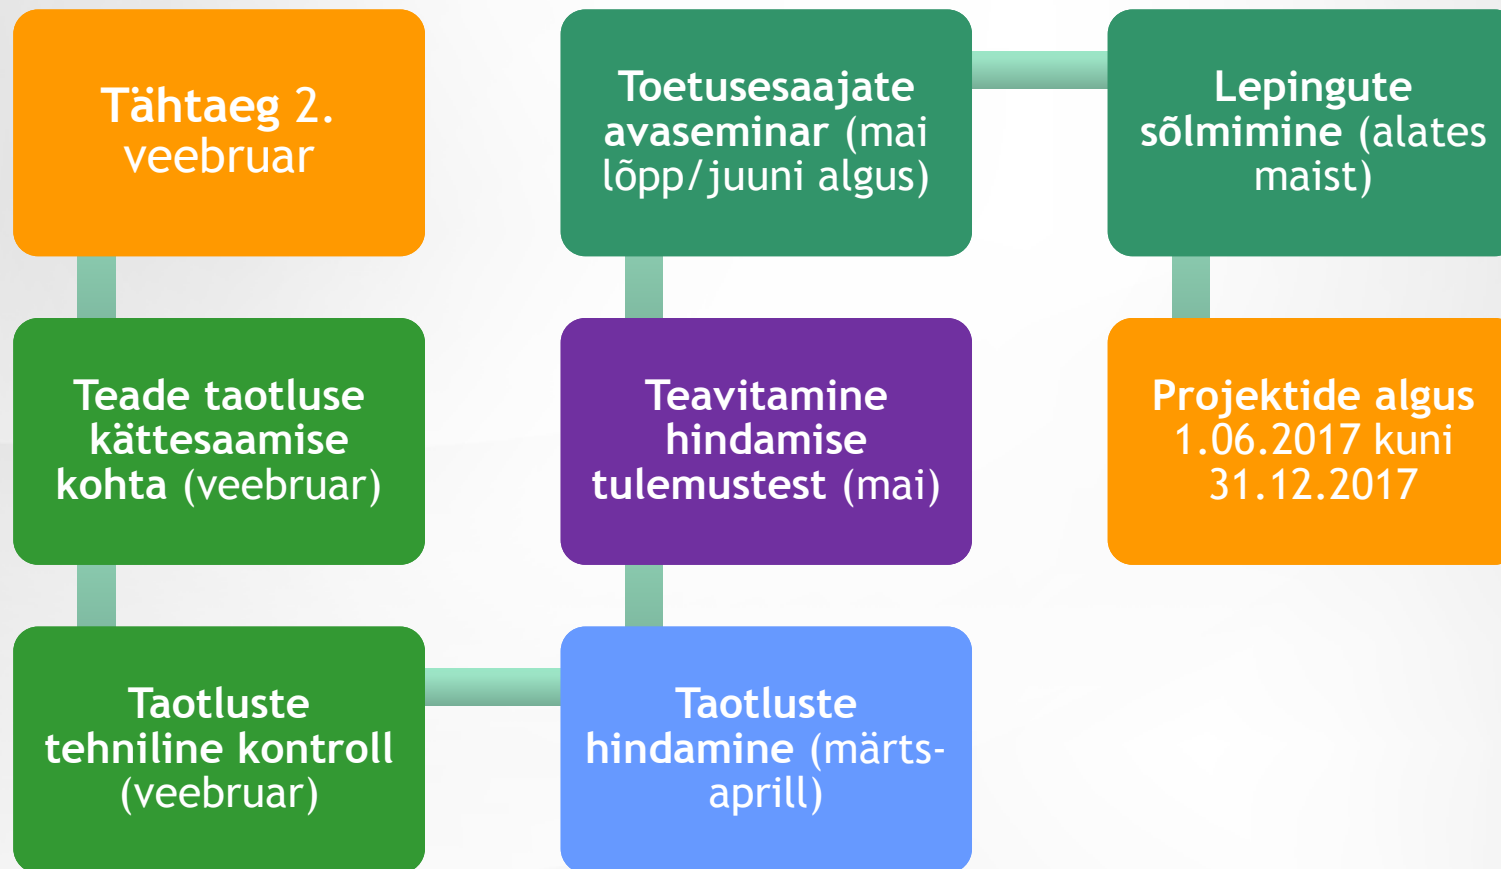 Tähtaeg 2.
veebruar
Teade taotluse
kättesaamise
kohta (veebruar)
Taotluste
tehniline kontroll
(veebruar)
Taotluste
hindamine (märts-
aprill)
Teavitamine
hindamise
tulemustest (mai)
Toetusesaajate
avaseminar (mai
lõpp/juuni algus)
Lepingute
sõlmimine (alates
maist)
Projektide algus
1.06.2017 kuni
31.12.2017